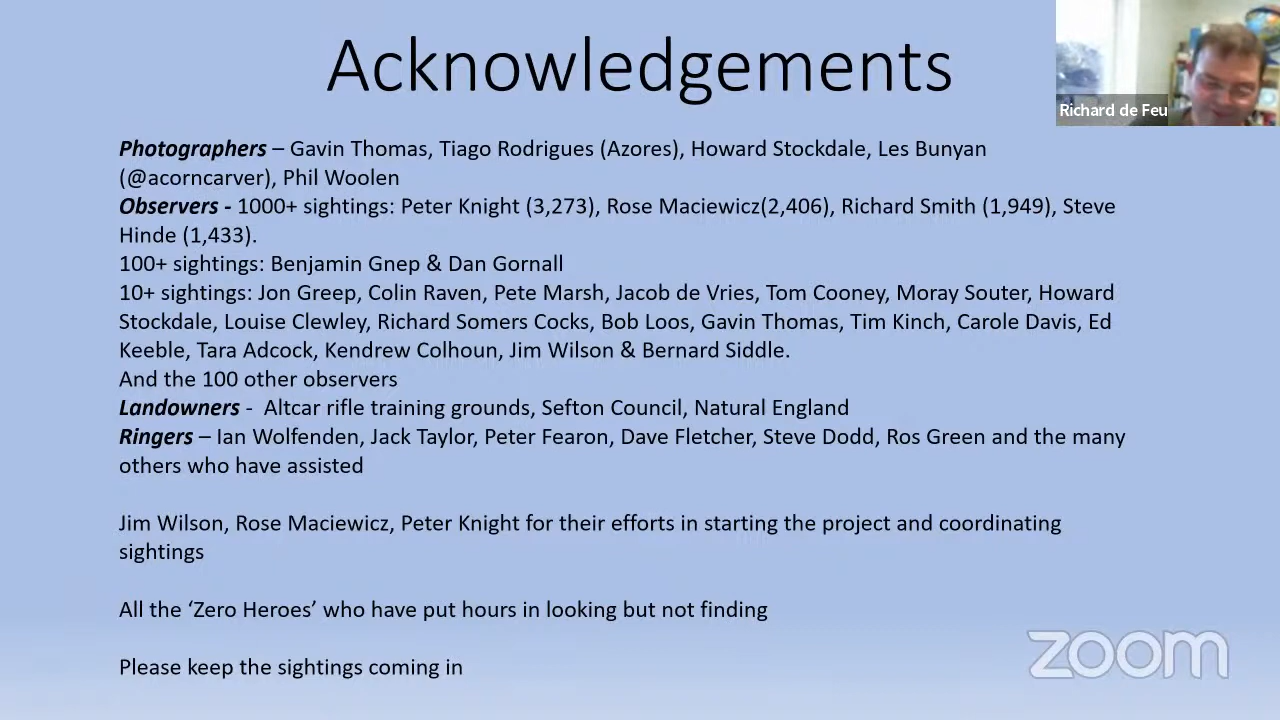 Acknowledgements
Richard de Feu
Photographers – Gavin Thomas, Tiago Rodrigues (Azores), Howard Stockdale, Les Bunyan
(@acorncarver), Phil Woolen
Observers - 1000+ sightings: Peter Knight (3,273), Rose Maciewicz(2,406), Richard Smith (1,949), Steve
Hinde (1,433).
100+ sightings: Benjamin Gnep & Dan Gornall
10+ sightings: Jon Greep, Colin Raven, Pete Marsh, Jacob de Vries, Tom Cooney, Moray Souter, Howard
Stockdale, Louise Clewley, Richard Somers Cocks, Bob Loos, Gavin Thomas, Tim Kinch, Carole Davis, Ed
Keeble, Tara Adcock, Kendrew Colhoun, Jim Wilson & Bernard Siddle.
And the 100 other observers
Landowners -  Altcar rifle training grounds, Sefton Council, Natural England
Ringers – Ian Wolfenden, Jack Taylor, Peter Fearon, Dave Fletcher, Steve Dodd, Ros Green and the many
others who have assisted
Jim Wilson, Rose Maciewicz, Peter Knight for their efforts in starting the project and coordinating
sightings
All the ‘Zero Heroes’ who have put hours in looking but not finding
Please keep the sightings coming in
zoom